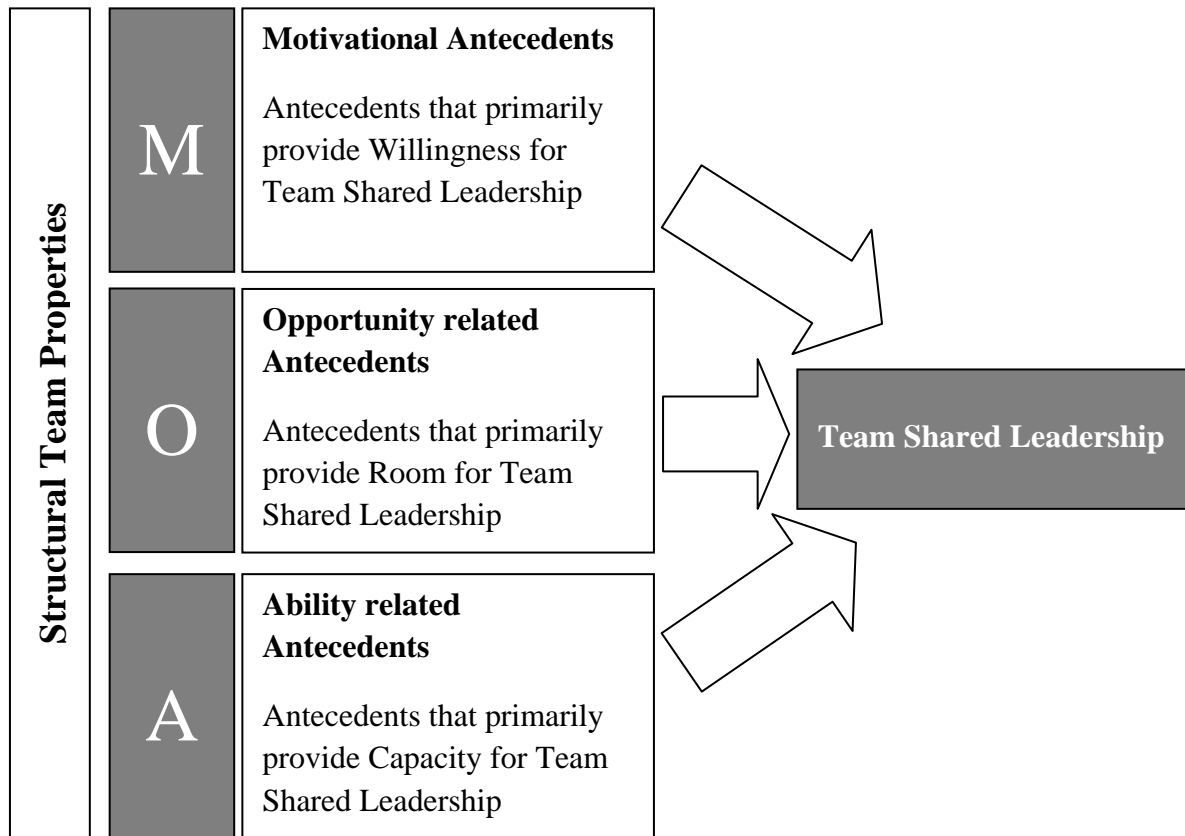 Structural Team Properties
M
Motivational Antecedents
Antecedents that primarily
provide Willingness for
Team Shared Leadership
O
Opportunity related
Antecedents
Antecedents that primarily
provide Room for Team
Shared Leadership
A
Ability related
Antecedents
Antecedents that primarily
provide Capacity for Team
Shared Leadership
Team Shared Leadership